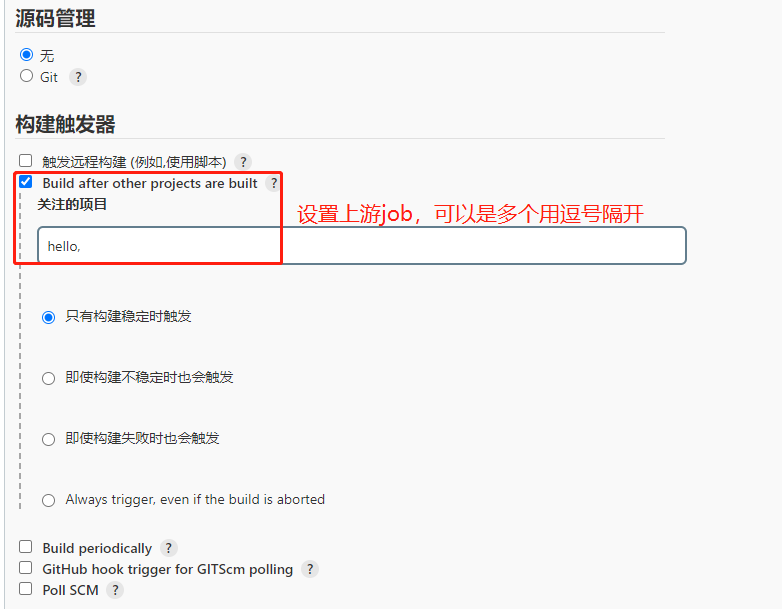 源码管理
无
Git ?
构建触发器
触发远程构建 (例如,使用脚本) ?
Build after other projects are built ?
关注的项目
设置上游job，可以是多个用逗号隔开
hello,
只有构建稳定时触发
即使构建不稳定时也会触发
即使构建失败时也会触发
Always trigger, even if the build is aborted
Build periodically ?
GitHub hook trigger for GITScm polling ?
Poll SCM ?